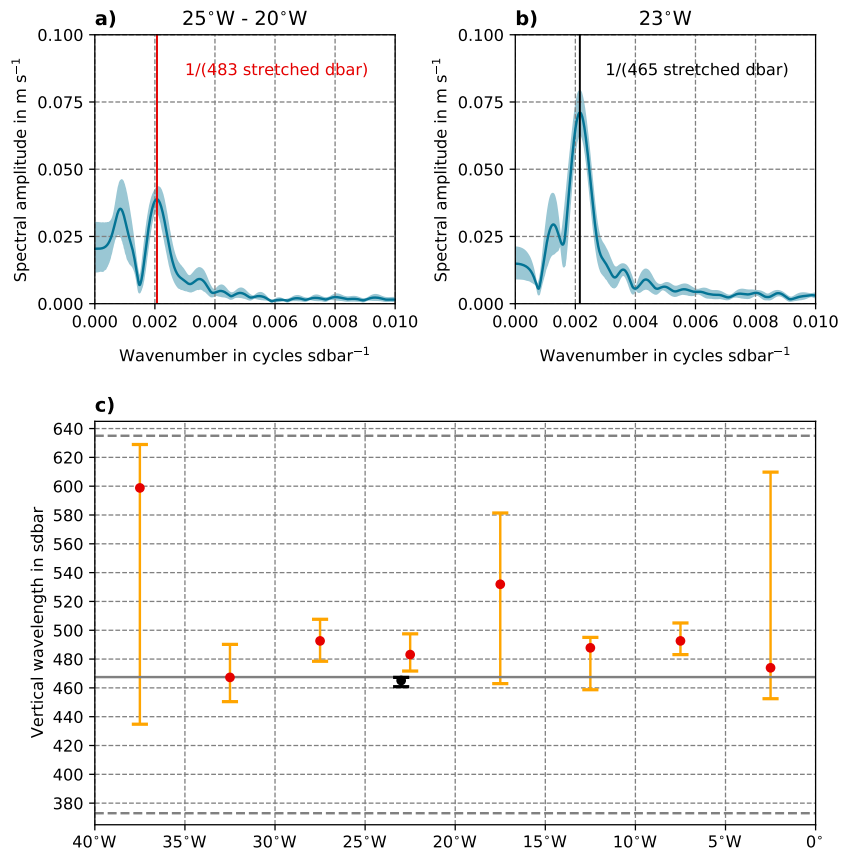 a) 25°W - 20°W
b) 23°W
1/(483 stretched dbar)
1/(465 stretched dbar)
Spectral amplitude in m s⁻¹
0.100
0.075
0.050
0.025
0.000
0.000 0.002 0.004 0.006 0.008 0.010
Wavenumber in cycles sdbar⁻¹
Spectral amplitude in m s⁻¹
0.100
0.075
0.050
0.025
0.000
0.000 0.002 0.004 0.006 0.008 0.010
Wavenumber in cycles sdbar⁻¹
c)
Vertical wavelength in sdbar
640
620
600
580
560
540
520
500
480
460
440
420
400
380
40°W 35°W 30°W 25°W 20°W 15°W 10°W 5°W 0°